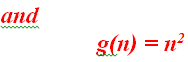 and
g(n) = n²